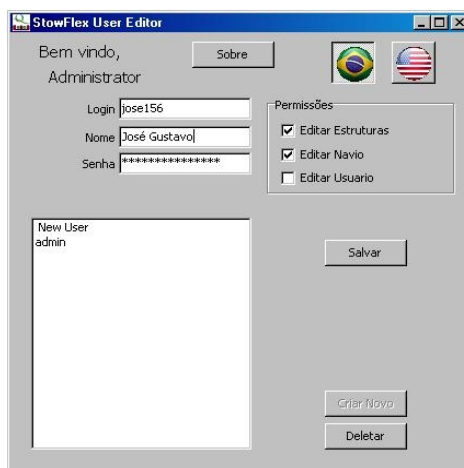 StowFlex User Editor
Bem vindo,
Administrator
Sobre
Login jose156
Nome José Gustavo
Senha ***************
Permissões
Editar Estruturas
Editar Navio
Editar Usuario
New User
admin
Salvar
Criar Novo
Deletar